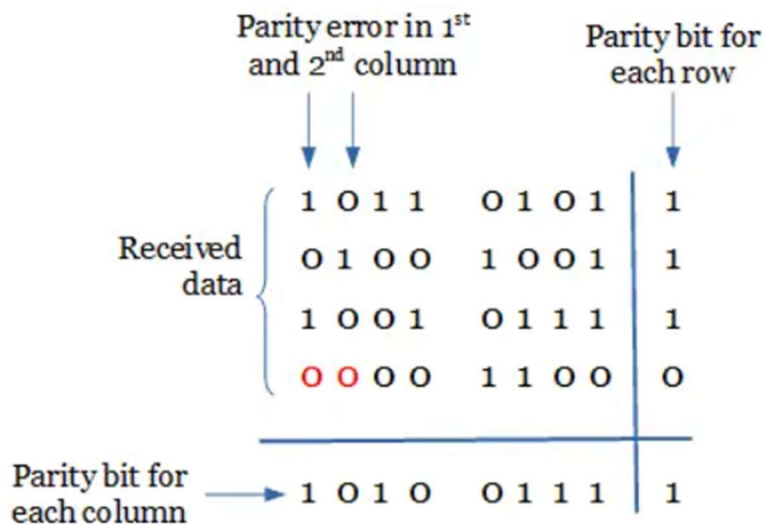 Parity error in 1st
and 2nd column
Parity bit for
each row
Received
data
1 0 1 1 0 1 0 1 1
0 1 0 0 1 0 0 1 1
1 0 0 1 0 1 1 1 1
0 0 0 0 1 1 0 0 0
Parity bit for
each column
1 0 1 0 0 1 1 1 1